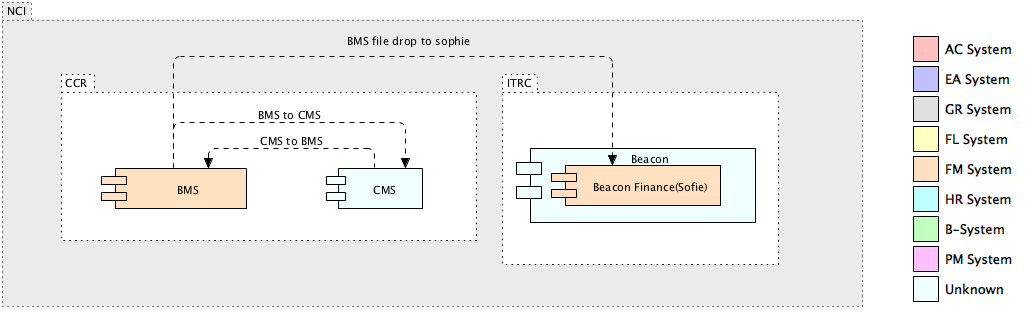 NCI
BMS file drop to sophie
CCR
ITRC
BMS to CMS
CMS to BMS
BMS
CMS
Beacon
Beacon Finance(Sofie)
AC System
EA System
GR System
FL System
FM System
HR System
B-System
PM System
Unknown